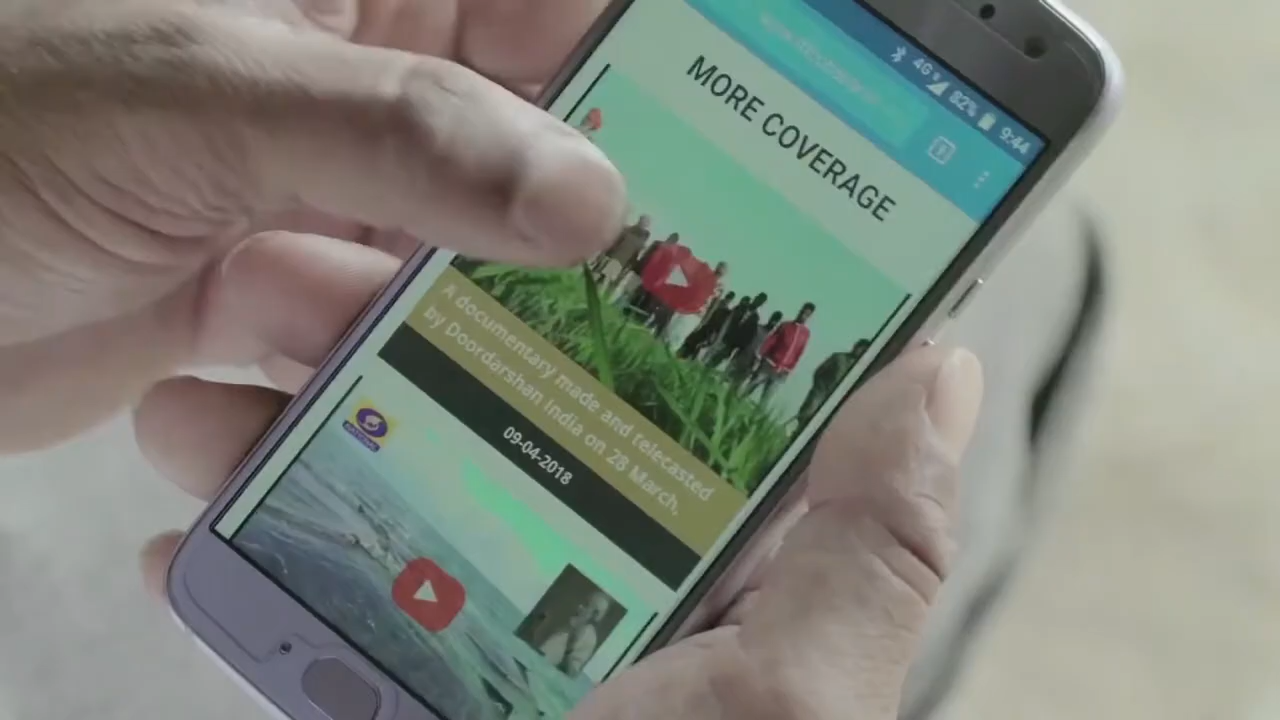 4G 82% 9:44
MORE COVERAGE
A documentary made and telecasted
by Doordarshan India on 28 March,
09-04-2018
NATIONAL